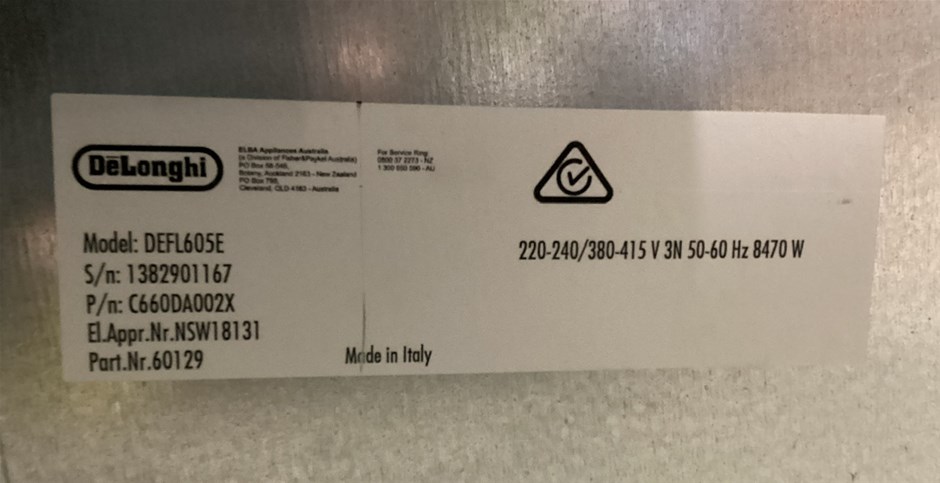 DeLonghi
ELBA Appliances Australia
(a Division of Fisher&Paykel Australia)
PO Box 58-546,
Botany, Auckland 2163 - New Zealand
PO Box 798,
Cleveland, QLD 4163 - Australia
For Service Ring:
0800 37 2273 - NZ
1 300 650 590 - AU
Model: DEFL605E
S/n: 1382901167
P/n: C660DA002X
El.Appr.Nr.NSW18131
Part.Nr.60129
Made in Italy
220-240/380-415 V 3N 50-60 Hz 8470 W